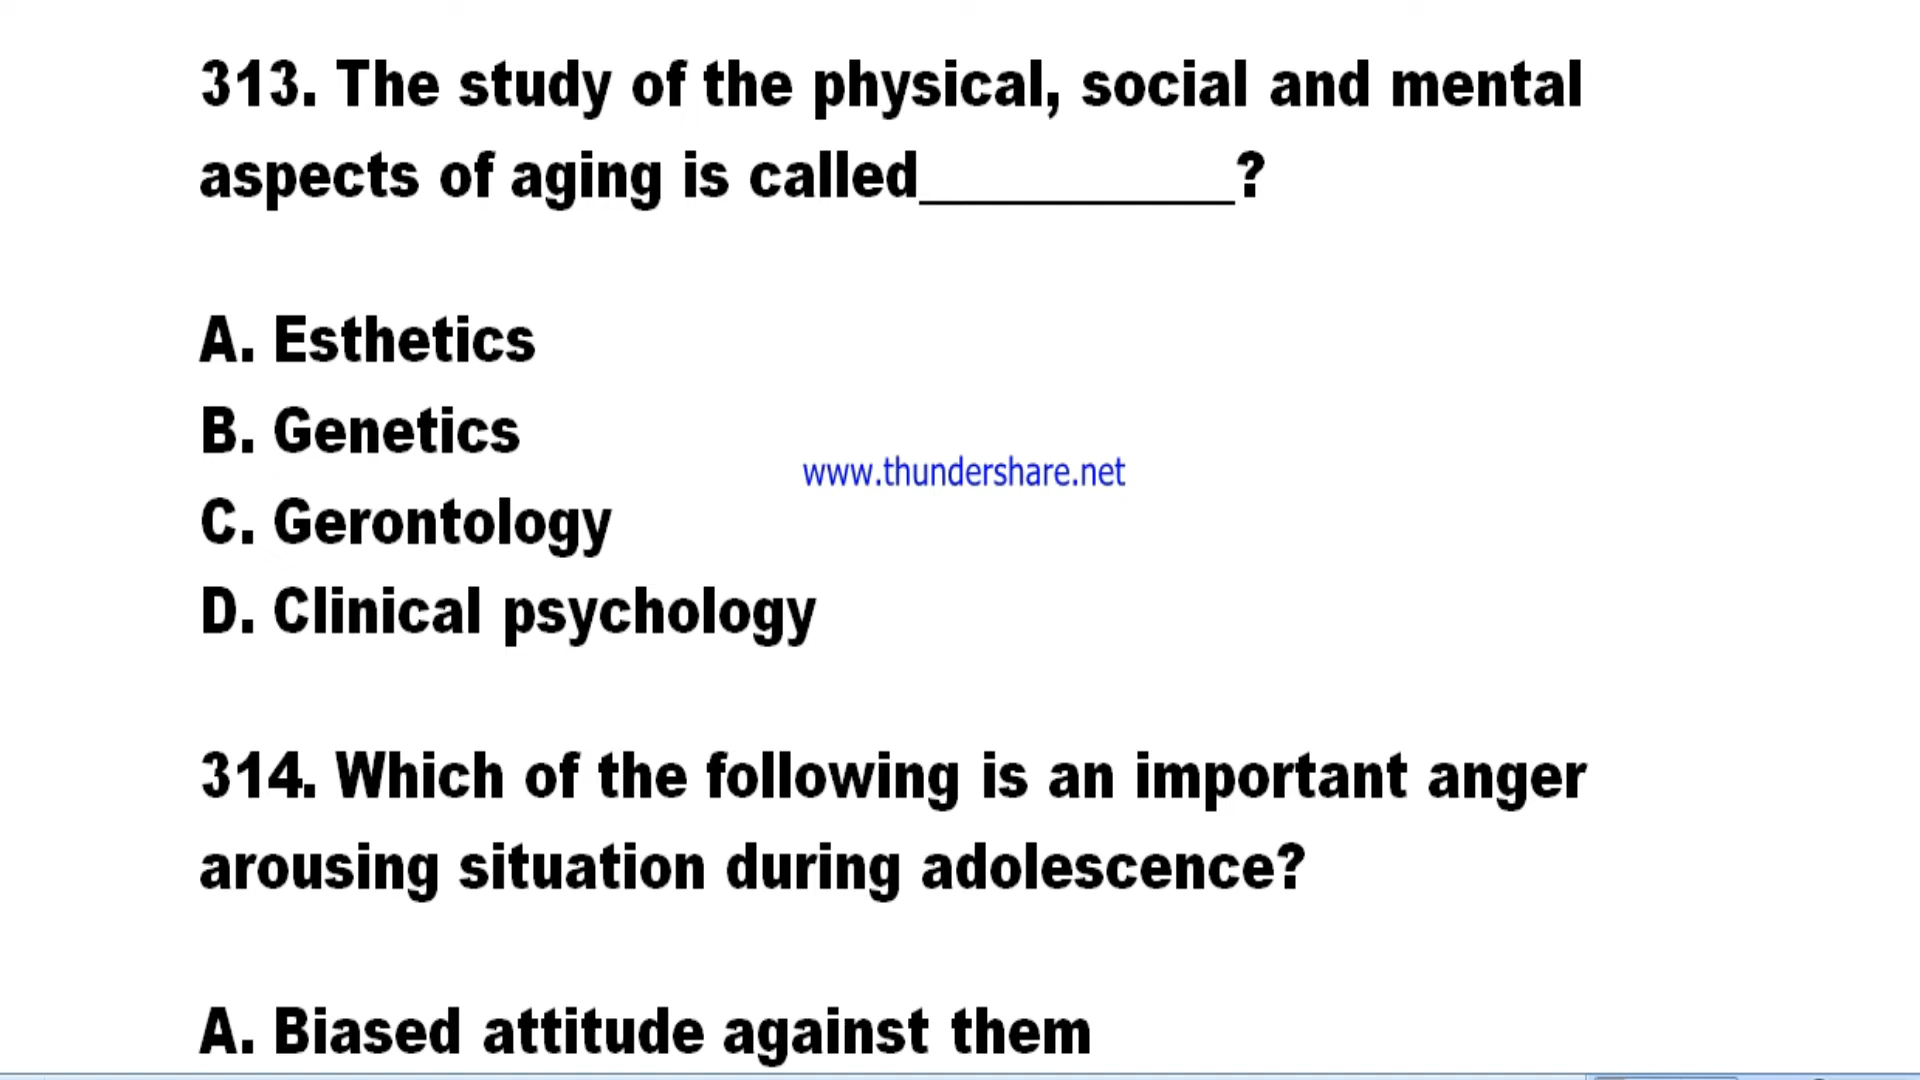 313. The study of the physical, social and mental
aspects of aging is called__________?
A. Esthetics
B. Genetics
www.thundershare.net
C. Gerontology
D. Clinical psychology
314. Which of the following is an important anger
arousing situation during adolescence?
A. Biased attitude against them